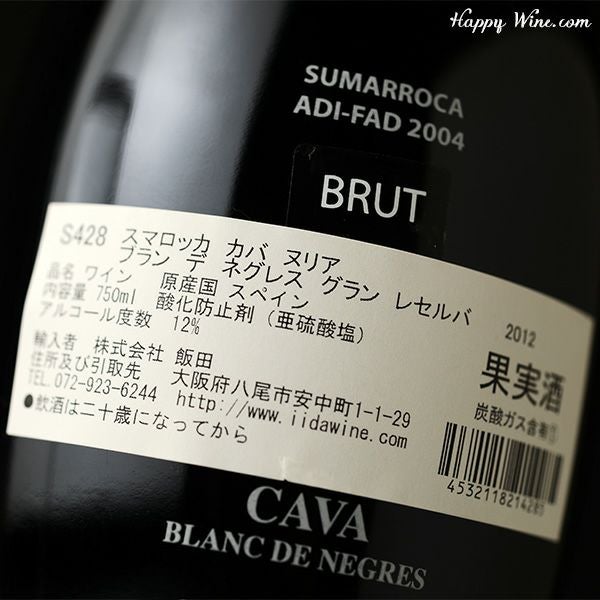 Happy Wine.com
SUMARROCA
ADI-FAD 2004
BRUT
S428 スマロッカ カバ ヌリア
ブラン デ ネグレス グラン レセルバ 2012
品名 ワイン 原産国 スペイン
内容量 750ml 酸化防止剤(亜硫酸塩)
アルコール度数 12%
果実酒
輸入者 株式会社 飯田
住所及び引取先 大阪府八尾市安中町1-1-29
TEL.072-923-6244 http://www.iidawine.com
炭酸ガス含有
●飲酒は二十歳になってから
CAVA
BLANC DE NEGRES